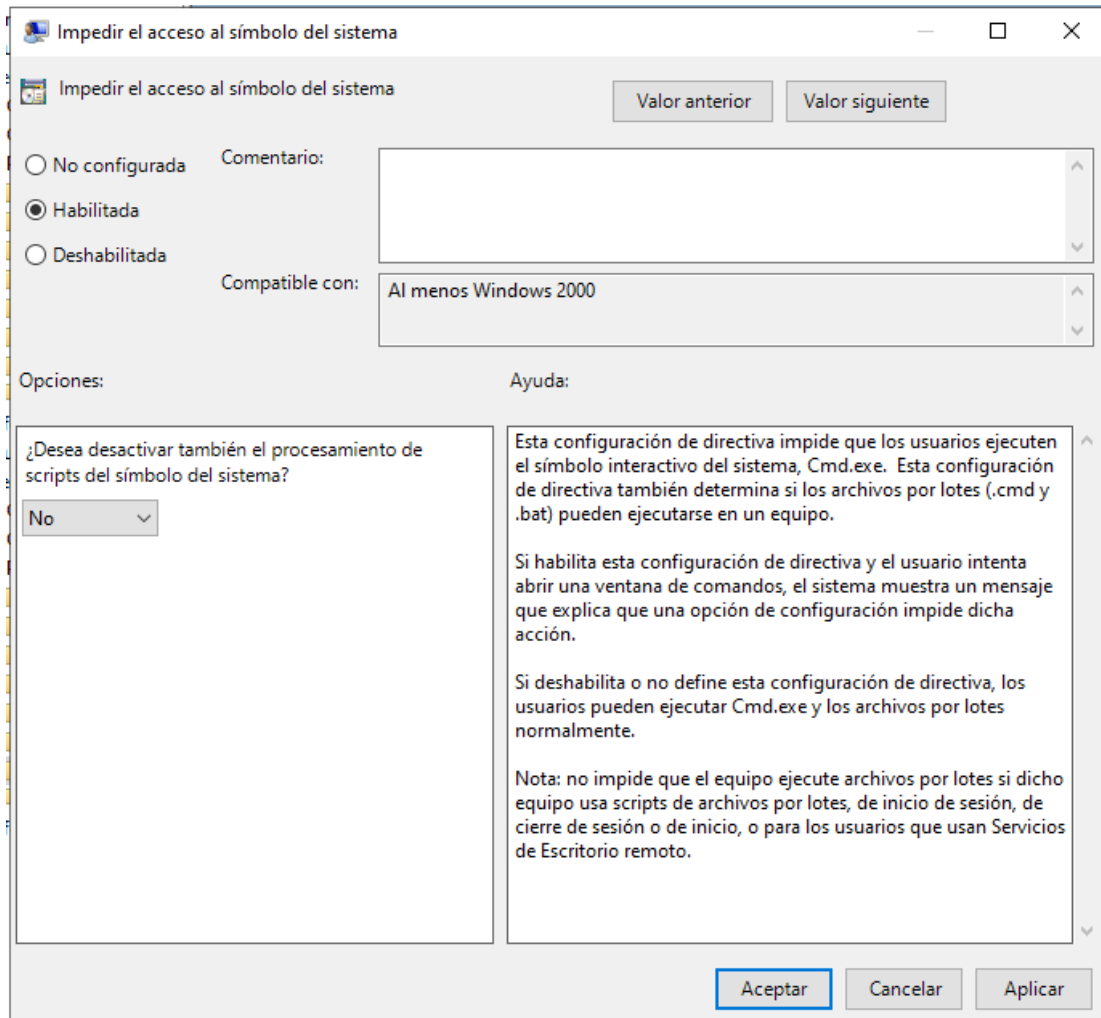 Impedir el acceso al símbolo del sistema
Impedir el acceso al símbolo del sistema
Valor anterior
Valor siguiente
No configurada
Habilitada
Deshabilitada
Comentario:
Compatible con:
Al menos Windows 2000
Opciones:
Ayuda:
¿Desea desactivar también el procesamiento de
scripts del símbolo del sistema?
No
Esta configuración de directiva impide que los usuarios ejecuten
el símbolo interactivo del sistema, Cmd.exe.  Esta configuración
de directiva también determina si los archivos por lotes (.cmd y
.bat) pueden ejecutarse en un equipo.
Si habilita esta configuración de directiva y el usuario intenta
abrir una ventana de comandos, el sistema muestra un mensaje
que explica que una opción de configuración impide dicha
acción.
Si deshabilita o no define esta configuración de directiva, los
usuarios pueden ejecutar Cmd.exe y los archivos por lotes
normalmente.
Nota: no impide que el equipo ejecute archivos por lotes si dicho
equipo usa scripts de archivos por lotes, de inicio de sesión, de
cierre de sesión o de inicio, o para los usuarios que usan Servicios
de Escritorio remoto.
Aceptar
Cancelar
Aplicar